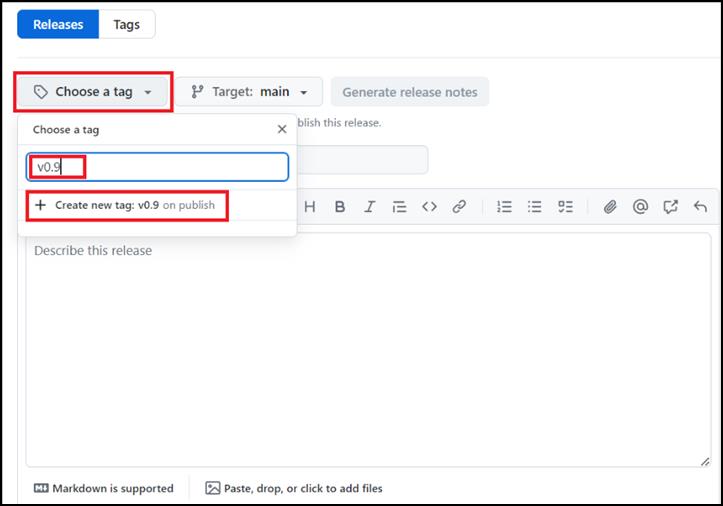 Releases Tags
Choose a tag Target: main Generate release notes
Choose a tag
blish this release.
v0.9
Create new tag: v0.9 on publish
H B I
Describe this release
Markdown is supported Paste, drop, or click to add files